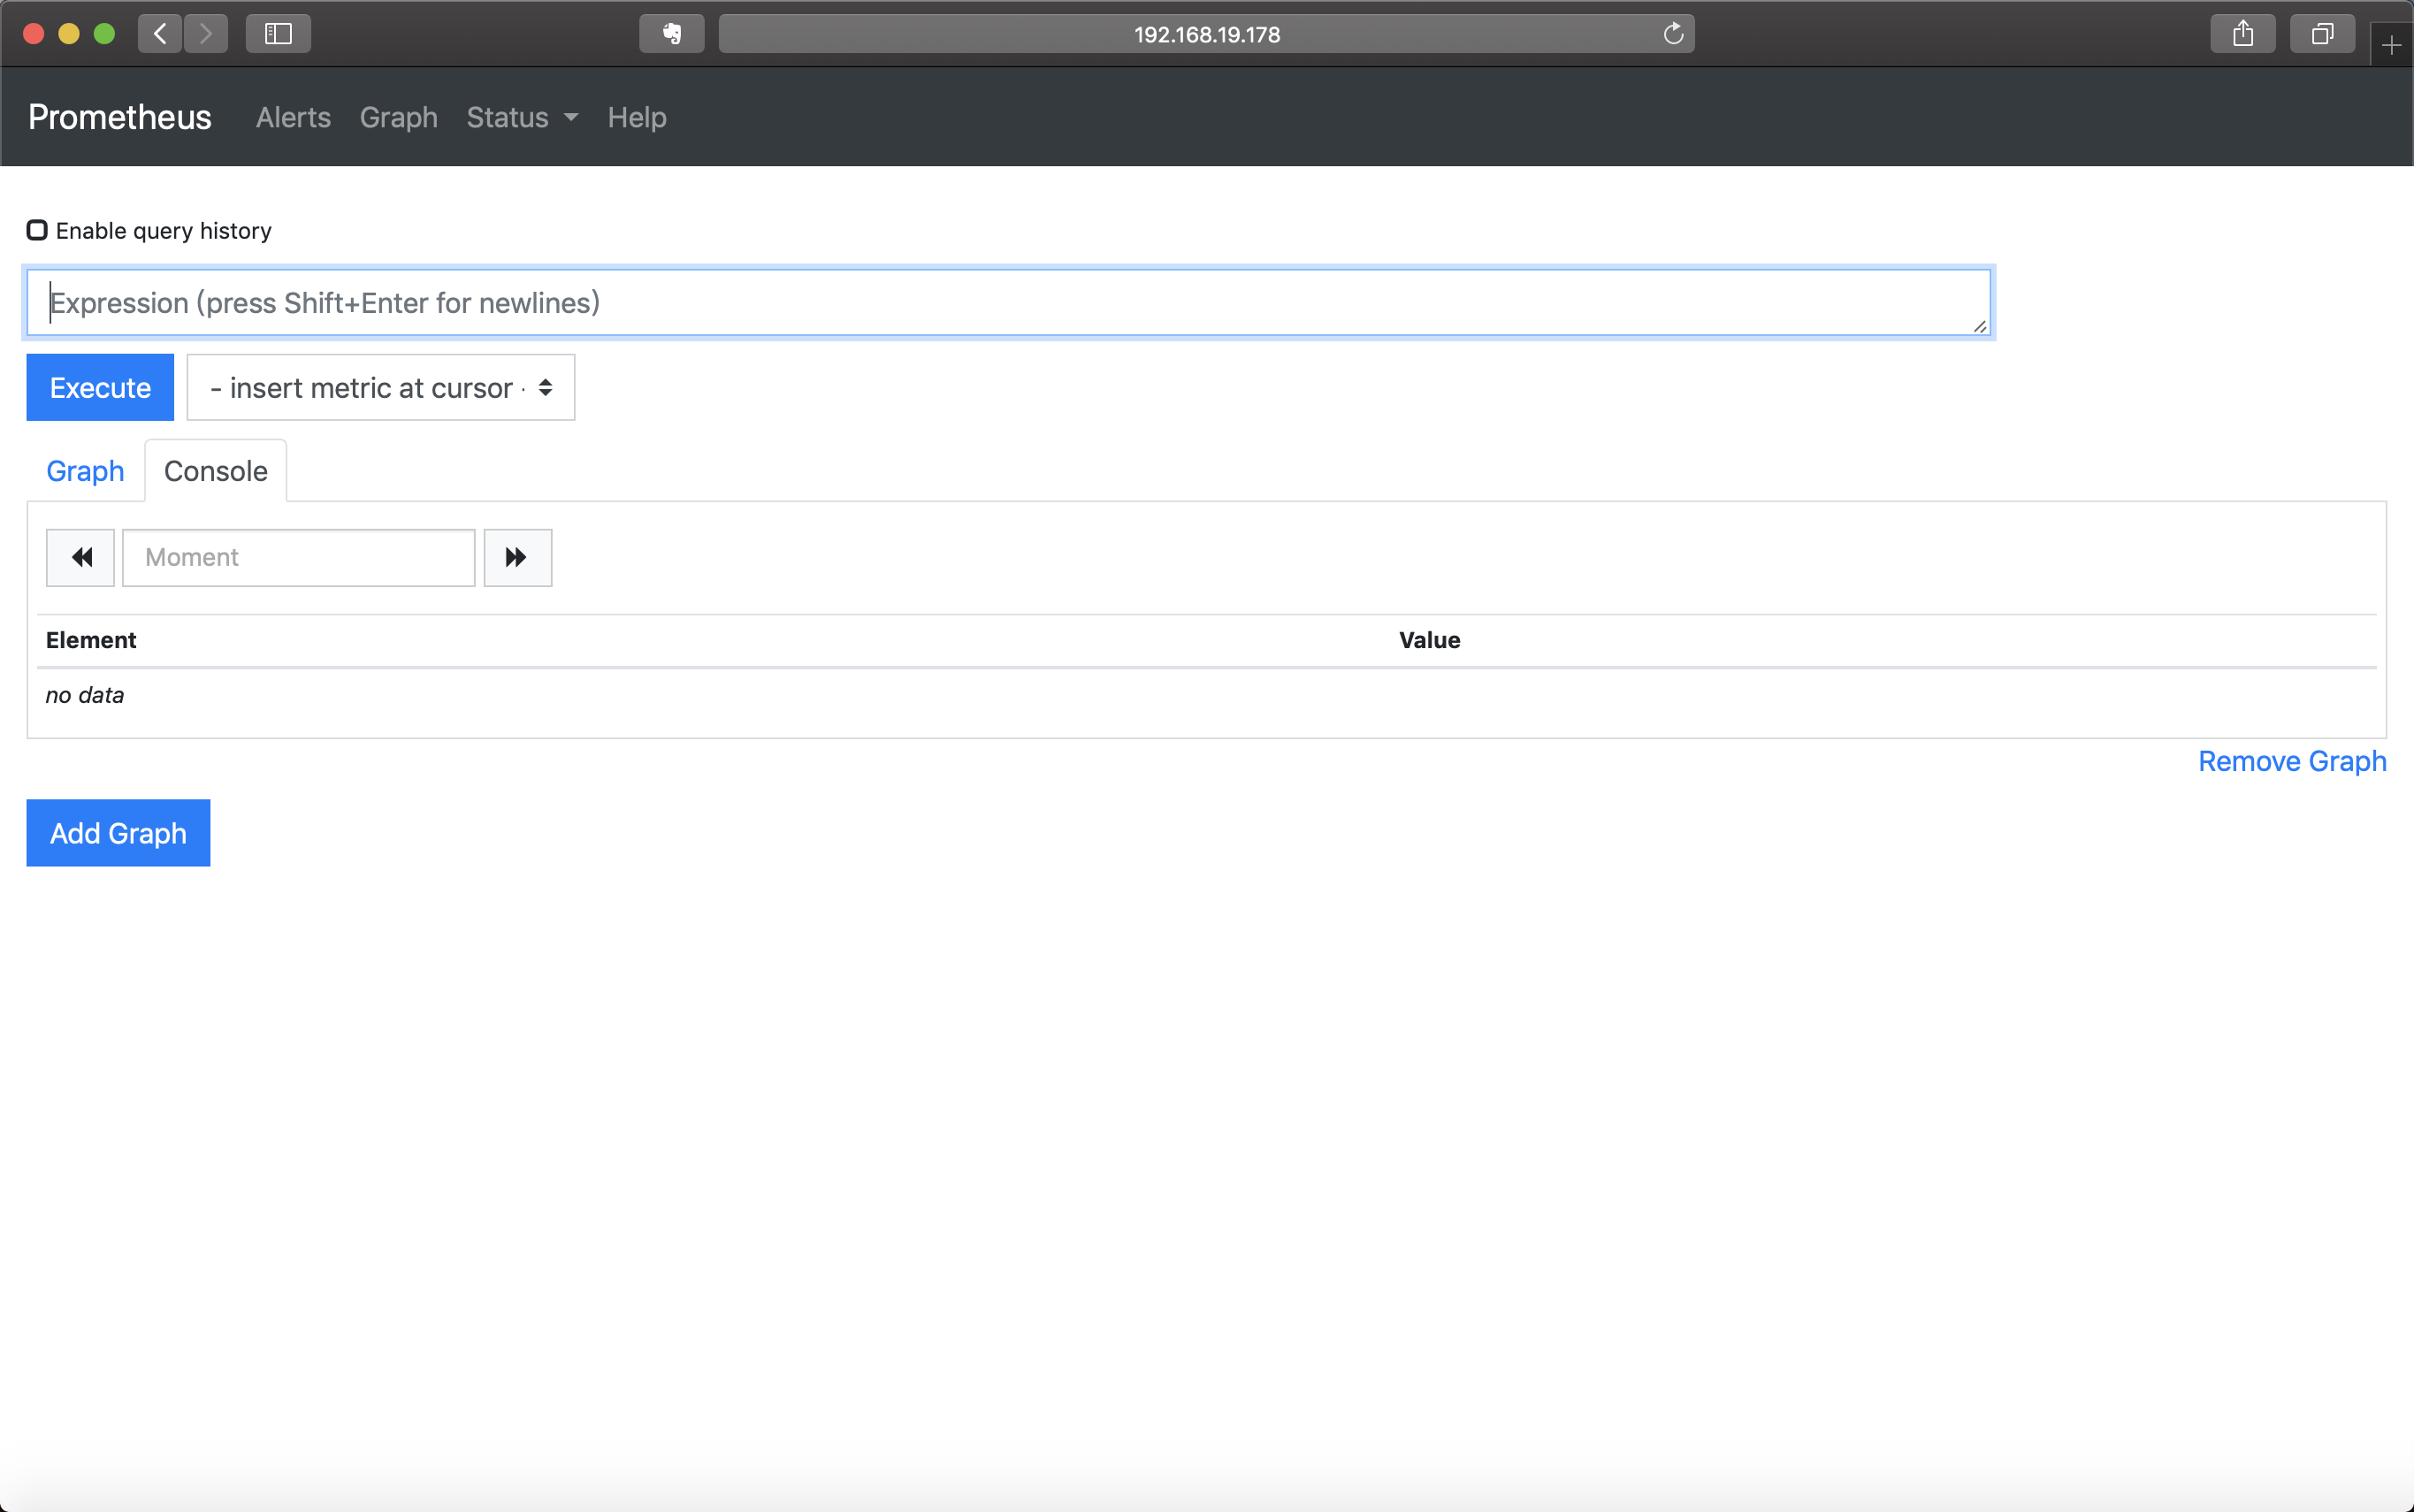 192.168.19.178
Prometheus Alerts Graph Status Help
Enable query history
Expression (press Shift+Enter for newlines)
Execute - insert metric at cursor -
Graph Console
Moment
Element Value
no data
Remove Graph
Add Graph